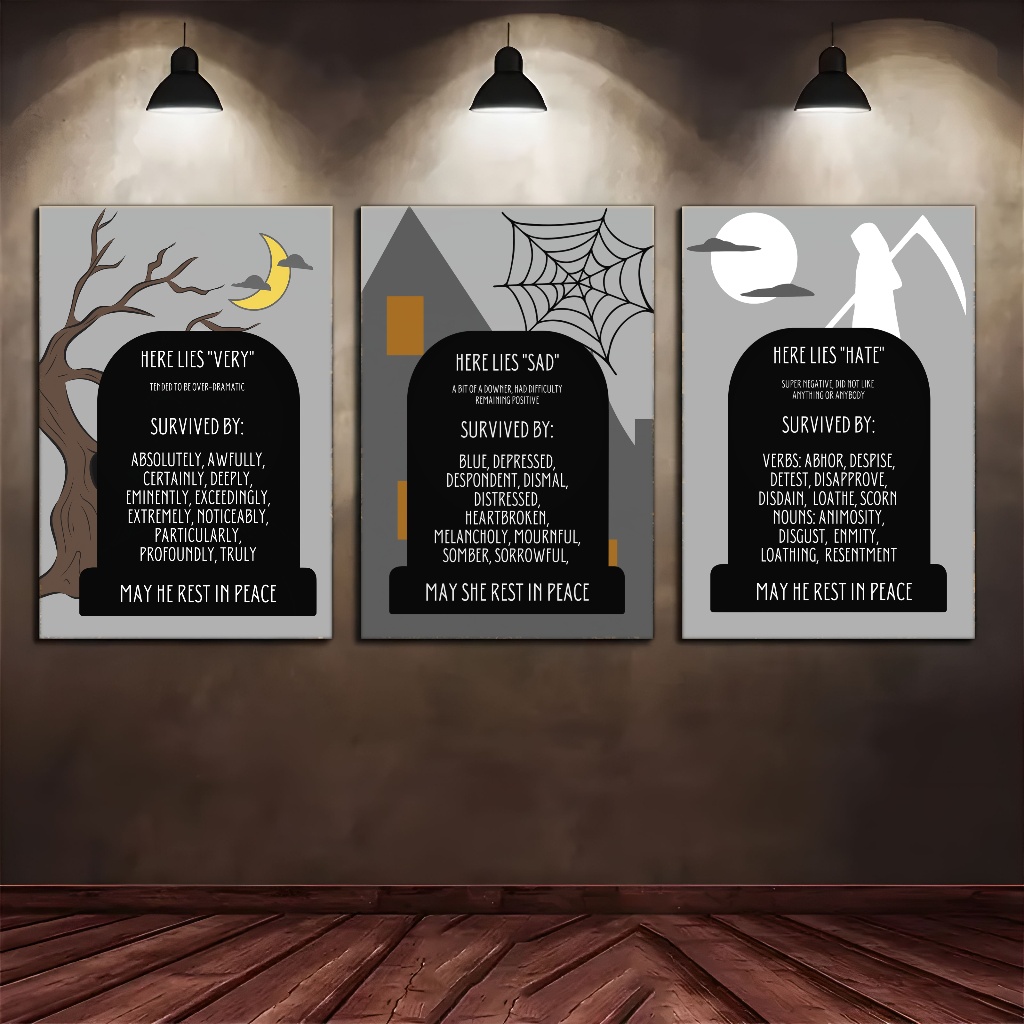 HERE LIES "VERY"
TENDED TO BE OVER-DRAMATIC
SURVIVED BY:
ABSOLUTELY, AWFULLY,
CERTAINLY, DEEPLY,
EMINENTLY, EXCEEDINGLY,
EXTREMELY, NOTICEABLY,
PARTICULARLY,
PROFOUNDLY, TRULY
MAY HE REST IN PEACE
HERE LIES "SAD"
A BIT OF A DOWNER, HAD DIFFICULTY
REMAINING POSITIVE
SURVIVED BY:
BLUE, DEPRESSED,
DESPONDENT, DISMAL,
DISTRESSED,
HEARTBROKEN,
MELANCHOLY, MOURNFUL,
SOMBER, SORROWFUL,
MAY SHE REST IN PEACE
HERE LIES "HATE"
SUPER NEGATIVE, DID NOT LIKE
ANYTHING OR ANYBODY
SURVIVED BY:
VERBS: ABHOR, DESPISE,
DETEST, DISAPPROVE,
DISDAIN, LOATHE, SCORN
NOUNS: ANIMOSITY,
DISGUST, ENMITY,
LOATHING, RESENTMENT
MAY HE REST IN PEACE